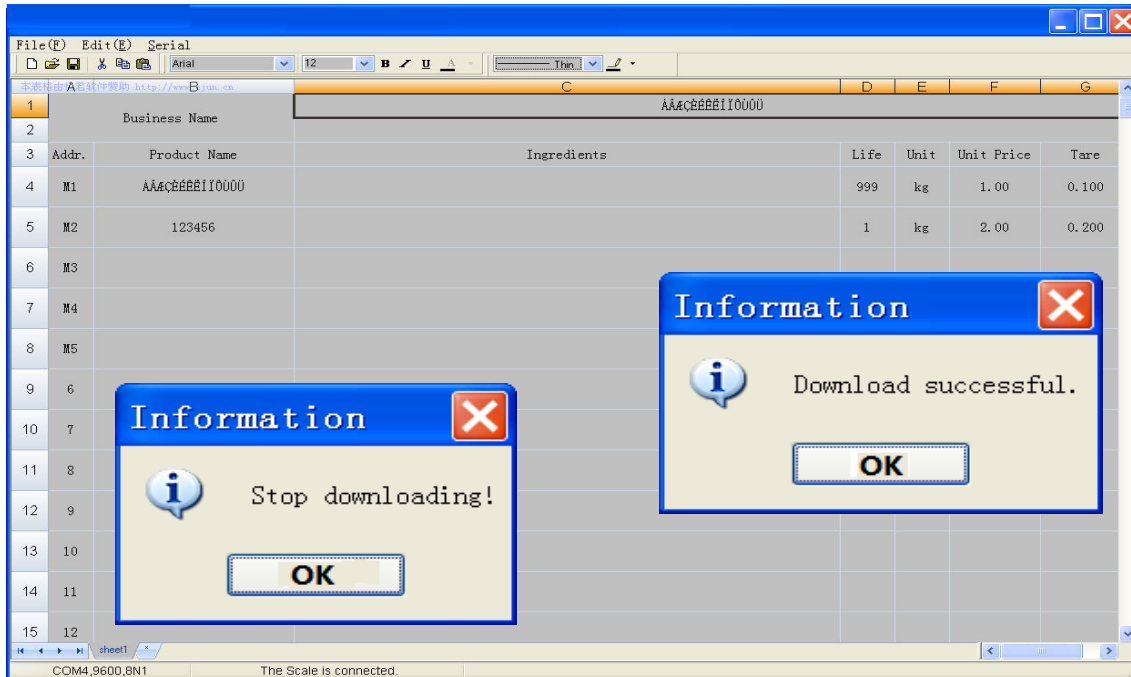 File(F) Edit(E) Serial
Arial 12 B U A Thin
A B C D E F G
1 Business Name ÀÂÆÇÈÉÊËÍÏÔÙÛÜ
2
3 Addr. Product Name Ingredients Life Unit Unit Price Tare
4 M1 ÀÂÆÇÈÉÊËÍÏÔÙÛÜ 999 kg 1.00 0.100
5 M2 123456 1 kg 2.00 0.200
6 M3
7 M4
8 M5
9 6
10 7
11 8
12 9
13 10
14 11
15 12
Information
Download successful.
OK
Information
Stop downloading!
OK
sheet1
COM4,9600,8N1 The Scale is connected.